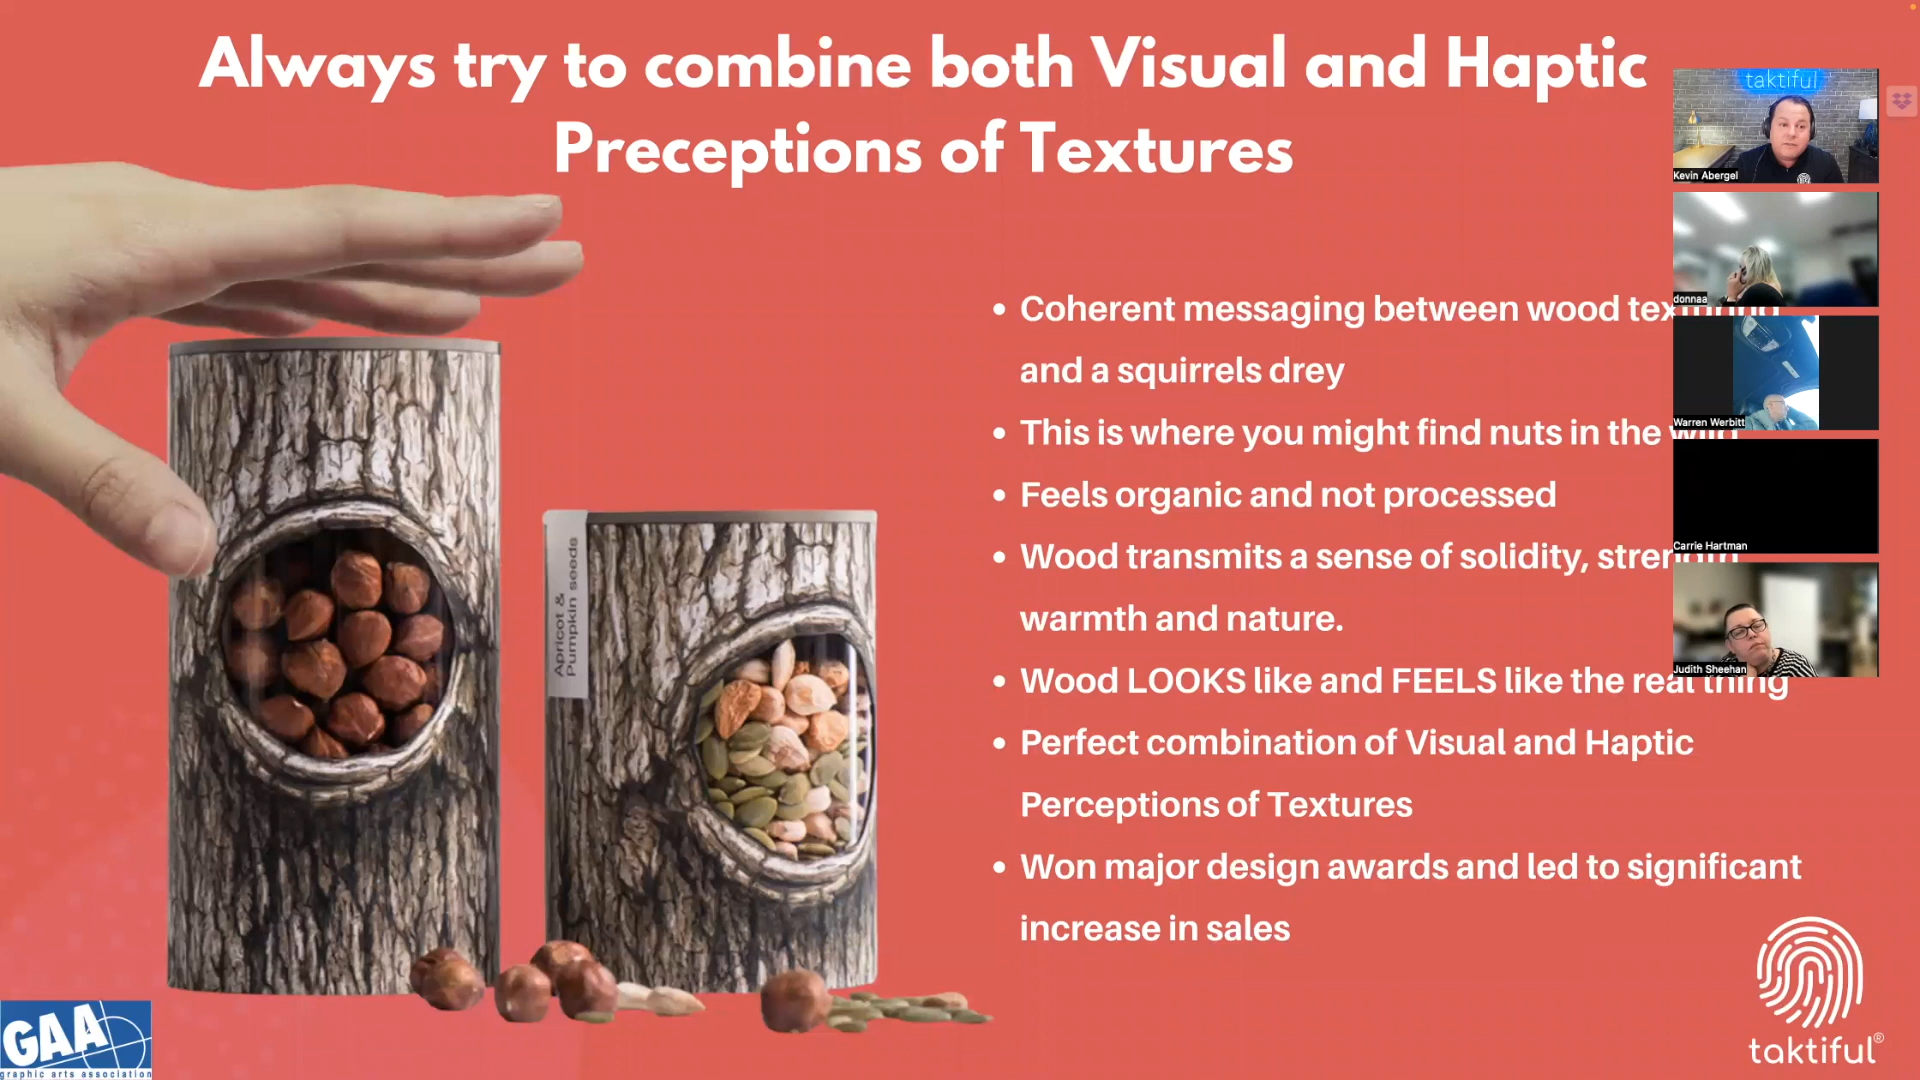 Always try to combine both Visual and Haptic
Preceptions of Textures
Coherent messaging between wood texturing
and a squirrels drey
This is where you might find nuts in the wild
Feels organic and not processed
Wood transmits a sense of solidity, strength
warmth and nature.
Wood LOOKS like and FEELS like the real thing
Perfect combination of Visual and Haptic
Perceptions of Textures
Won major design awards and led to significant
increase in sales
Apricot &
Pumpkin seeds
taktiful
Kevin Abergel
donnaa
Warren Werbitt
Carrie Hartman
Judith Sheehan
GAA
graphic arts association
taktiful®